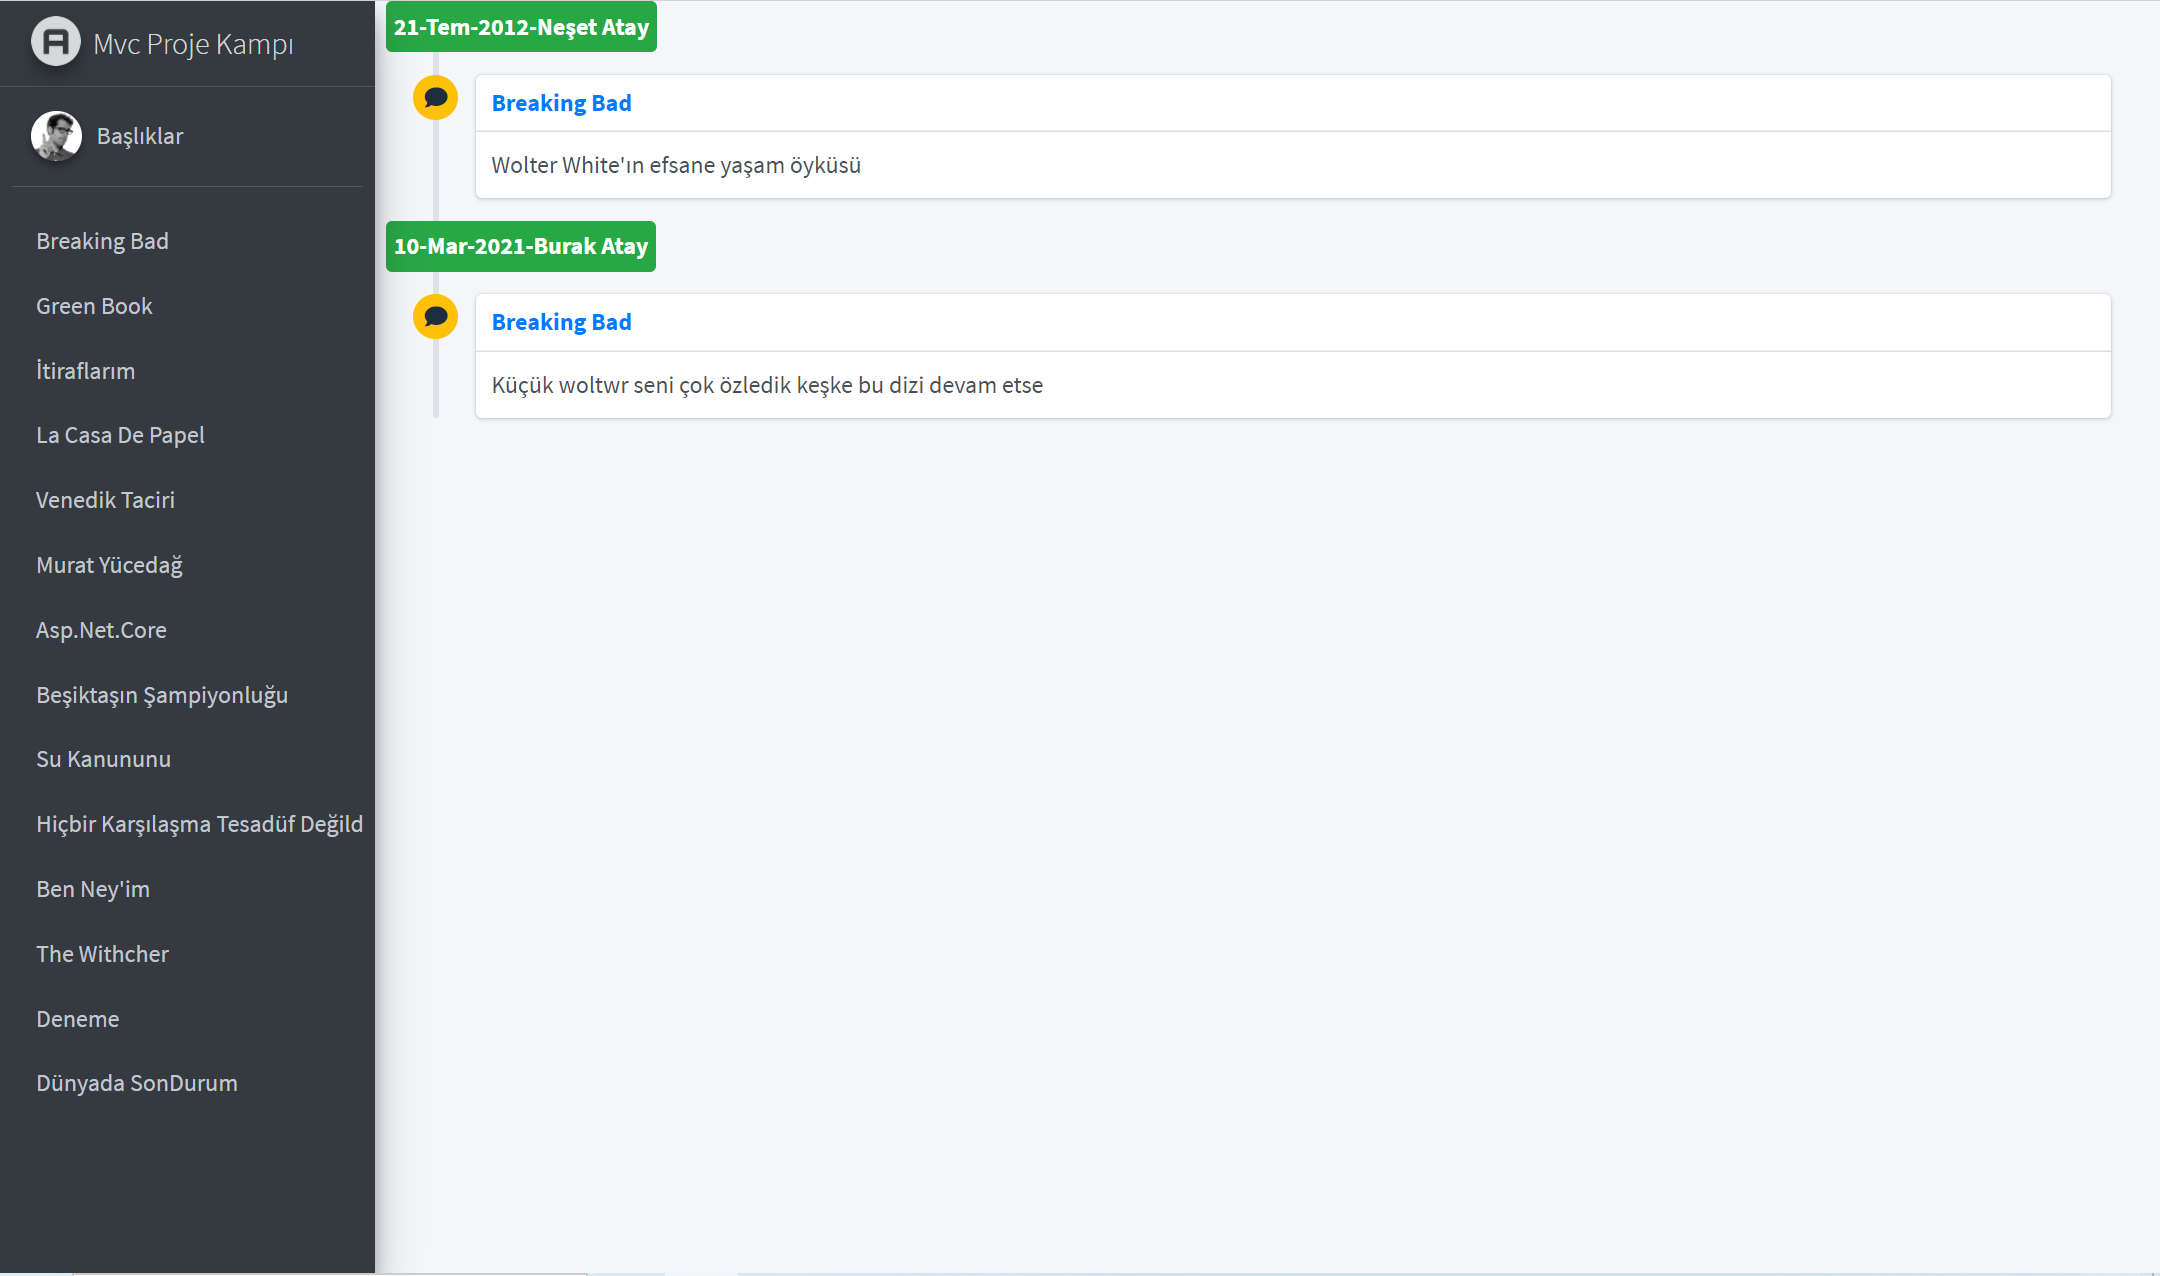 Mvc Proje Kampı
Başlıklar
Breaking Bad
Green Book
İtiraflarım
La Casa De Papel
Venedik Taciri
Murat Yücedağ
Asp.Net.Core
Beşiktaşın Şampiyonluğu
Su Kanununu
Hiçbir Karşılaşma Tesadüf Değild
Ben Ney'im
The Withcher
Deneme
Dünyada SonDurum
21-Tem-2012-Neşet Atay
Breaking Bad
Wolter White'ın efsane yaşam öyküsü
10-Mar-2021-Burak Atay
Breaking Bad
Küçük woltwr seni çok özledik keşke bu dizi devam etse